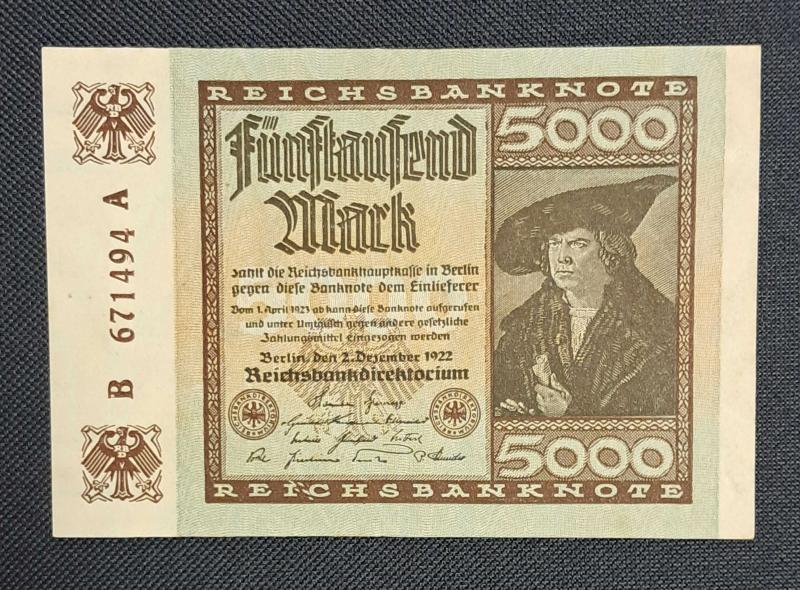 REICHSBANKNOTE
5000
Fünftausend
Mark
zahlt die Reichsbankhauptkasse in Berlin
gegen diese Banknote dem Einlieferer
Vom 1. April 1923 ab kann diese Banknote aufgerufen
und unter Umtausch gegen andere gesetzliche
Zahlungsmittel eingezogen werden
Berlin, den 2. Dezember 1922
Reichsbankdirektorium
5000
REICHSBANKNOTE
B 671494 A